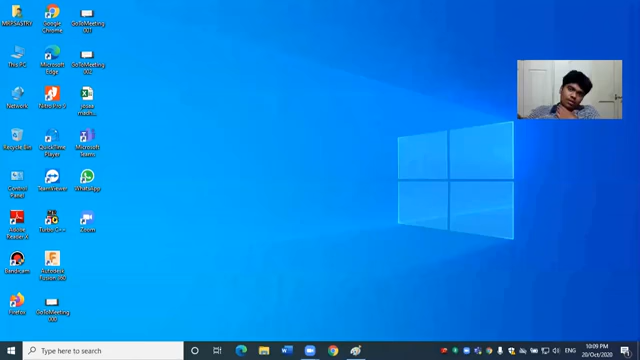 MRPSASTRY
Google
Chrome
GoToMeeting
001
This PC
Microsoft
Edge
GoToMeeting
002
Network
Nitro Pro 5
Recycle Bin
QuickTime
Player
Microsoft
Teams
Control
Panel
TeamViewer
WhatsApp
Adobe
Reader X
Turbo C++
Zoom
Bandicam
Autodesk
Fusion 360
Firefox
GoToMeeting
000
Type here to search
ENG
10:09 PM
20/Oct/2020